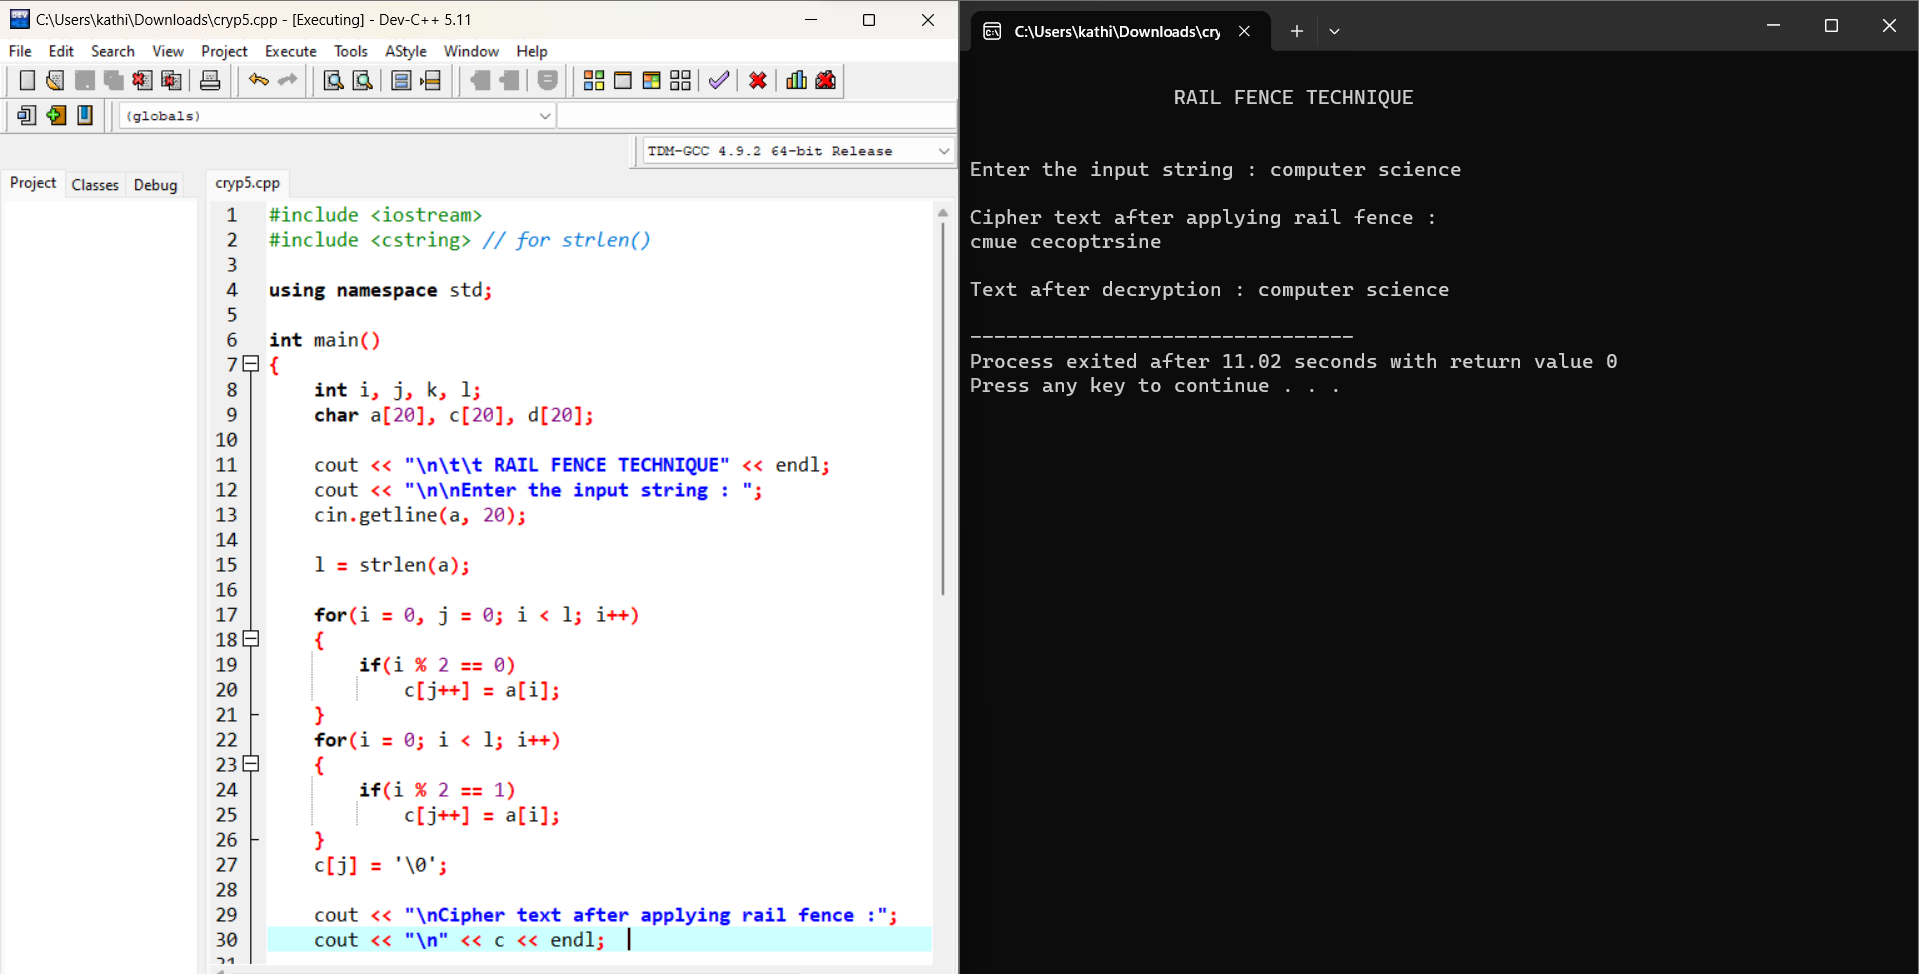 C:\Users\kathi\Downloads\cryp5.cpp - [Executing] - Dev-C++ 5.11
File Edit Search View Project Execute Tools AStyle Window Help
(globals)
TDM-GCC 4.9.2 64-bit Release
Project Classes Debug
cryp5.cpp
1 #include <iostream>
2 #include <cstring> // for strlen()
3
4 using namespace std;
5
6 int main()
7 {
8 int i, j, k, l;
9 char a[20], c[20], d[20];
10
11 cout << "\n\t\t RAIL FENCE TECHNIQUE" << endl;
12 cout << "\n\nEnter the input string : ";
13 cin.getline(a, 20);
14
15 l = strlen(a);
16
17 for(i = 0, j = 0; i < l; i++)
18 {
19 if(i % 2 == 0)
20 c[j++] = a[i];
21 }
22 for(i = 0; i < l; i++)
23 {
24 if(i % 2 == 1)
25 c[j++] = a[i];
26 }
27 c[j] = '\0';
28
29 cout << "\nCipher text after applying rail fence :";
30 cout << "\n" << c << endl;
31
C:\Users\kathi\Downloads\cry
RAIL FENCE TECHNIQUE
Enter the input string : computer science
Cipher text after applying rail fence :
cmue cecoptrsine
Text after decryption : computer science
--------------------------------
Process exited after 11.02 seconds with return value 0
Press any key to continue . . .